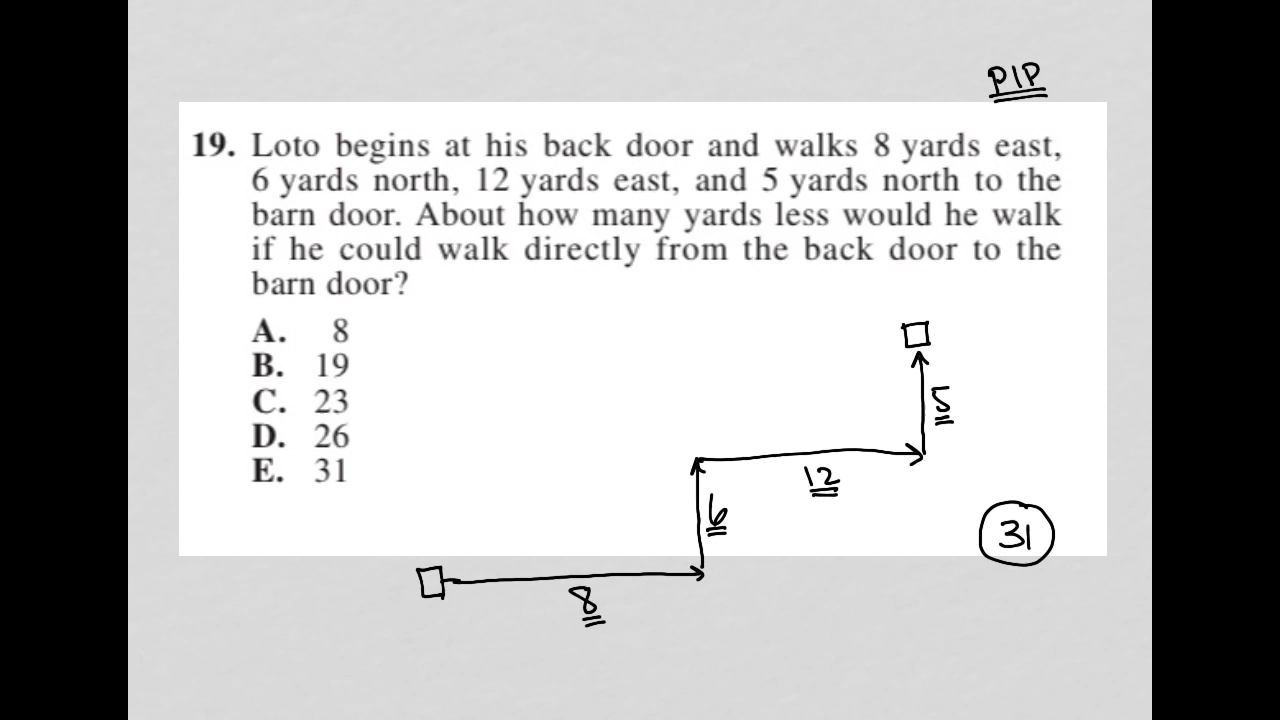 PIP
19. Loto begins at his back door and walks 8 yards east,
6 yards north, 12 yards east, and 5 yards north to the
barn door. About how many yards less would he walk
if he could walk directly from the back door to the
barn door?
A. 8
B. 19
C. 23
D. 26
E. 31
5
12
6
31
8